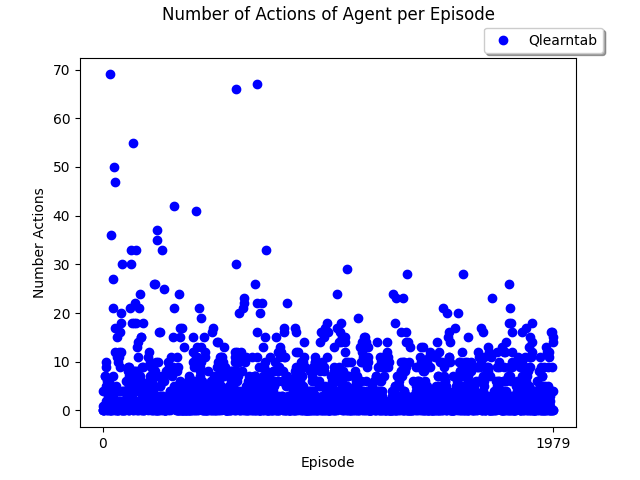 Number of Actions of Agent per Episode
Qlearntab
70
60
50
40
30
20
10
0
Number Actions
0
1979
Episode